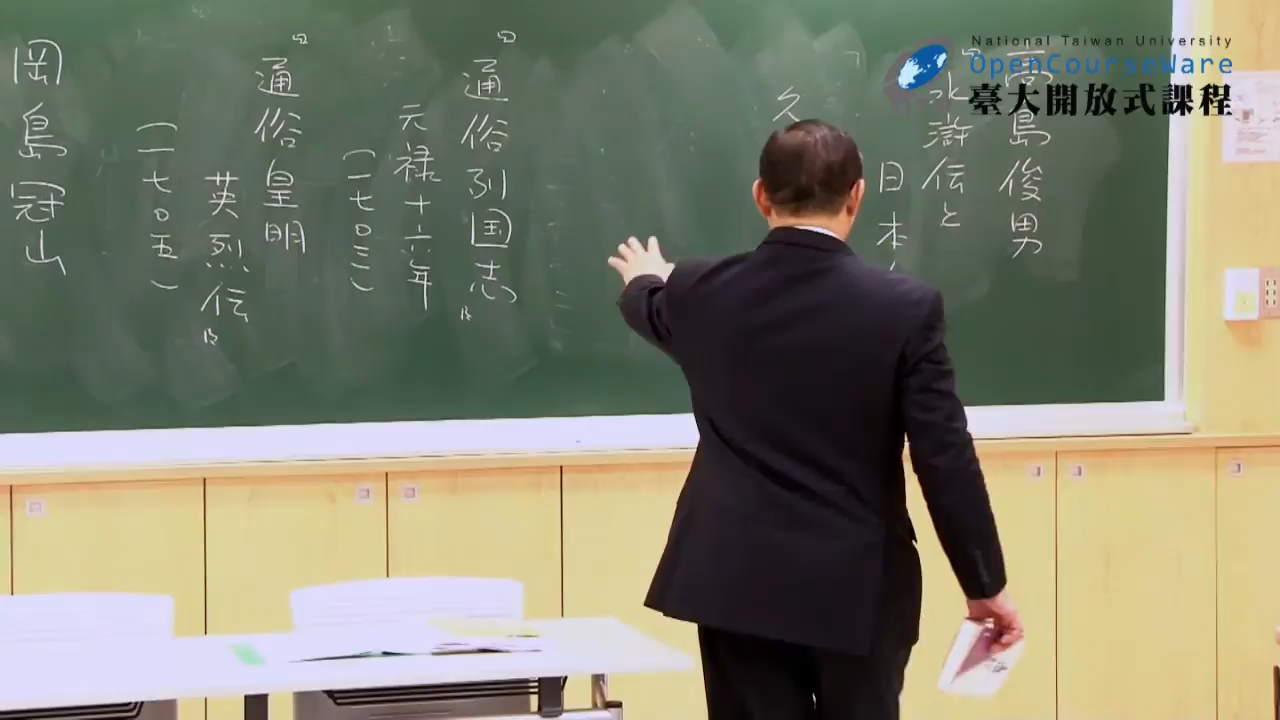 National Taiwan University
OpenCourseWare
臺大開放式課程
高島俊男
『水滸伝と
日本
久
『通俗列国志』
元禄十六年
(一七〇三)
『通俗皇明
英烈伝』
(一七〇五)
岡島冠山